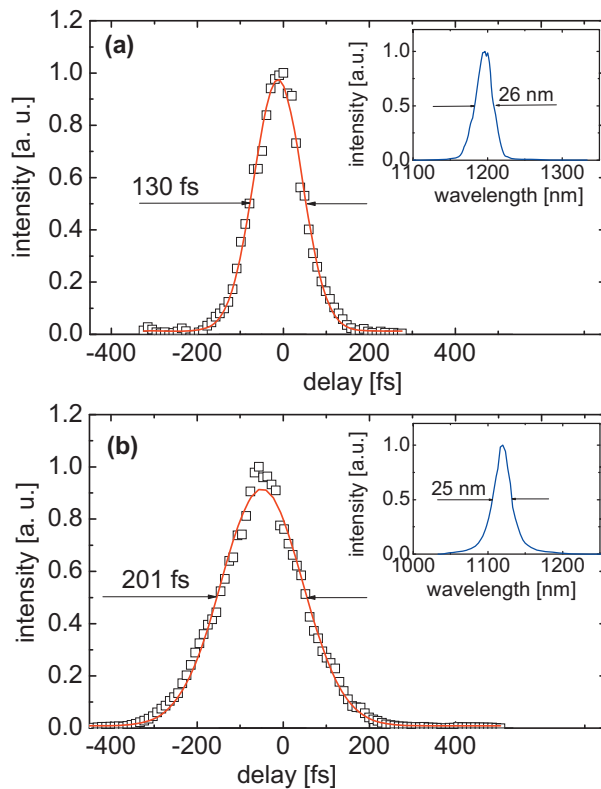 (a)
1.2
1.0
0.8
0.6
0.4
0.2
0.0
intensity [a. u.]
130 fs
-400 -200 0 200 400
delay [fs]
1.0
0.5
0.0
intensity [a.u.]
26 nm
1100 1200 1300
wavelength [nm]
(b)
1.2
1.0
0.8
0.6
0.4
0.2
0.0
intensity [a. u.]
201 fs
-400 -200 0 200 400
delay [fs]
1.0
0.5
0.0
intensity [a.u.]
25 nm
1000 1100 1200
wavelength [nm]